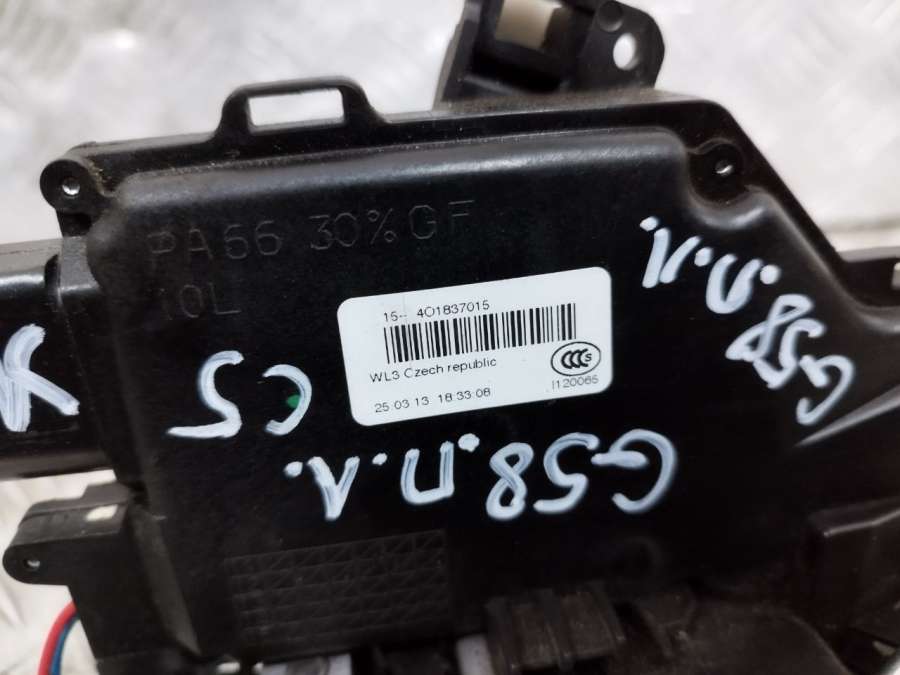 PA66 30%GF
10L
15-- 4O1837015
WL3 Czech republic
25 03 13 18:33:08
CCC S
I120065
G58.П.Л.
G58.П.Л.
C5